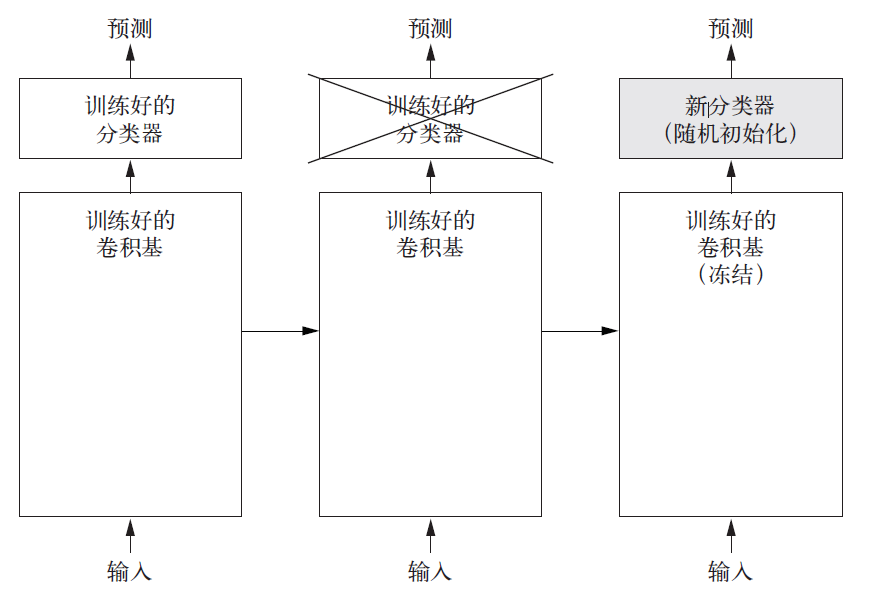 预测
训练好的
分类器
训练好的
卷积基
输入
预测
训练好的
分类器
训练好的
卷积基
输入
预测
新分类器
（随机初始化）
训练好的
卷积基
（冻结）
输入